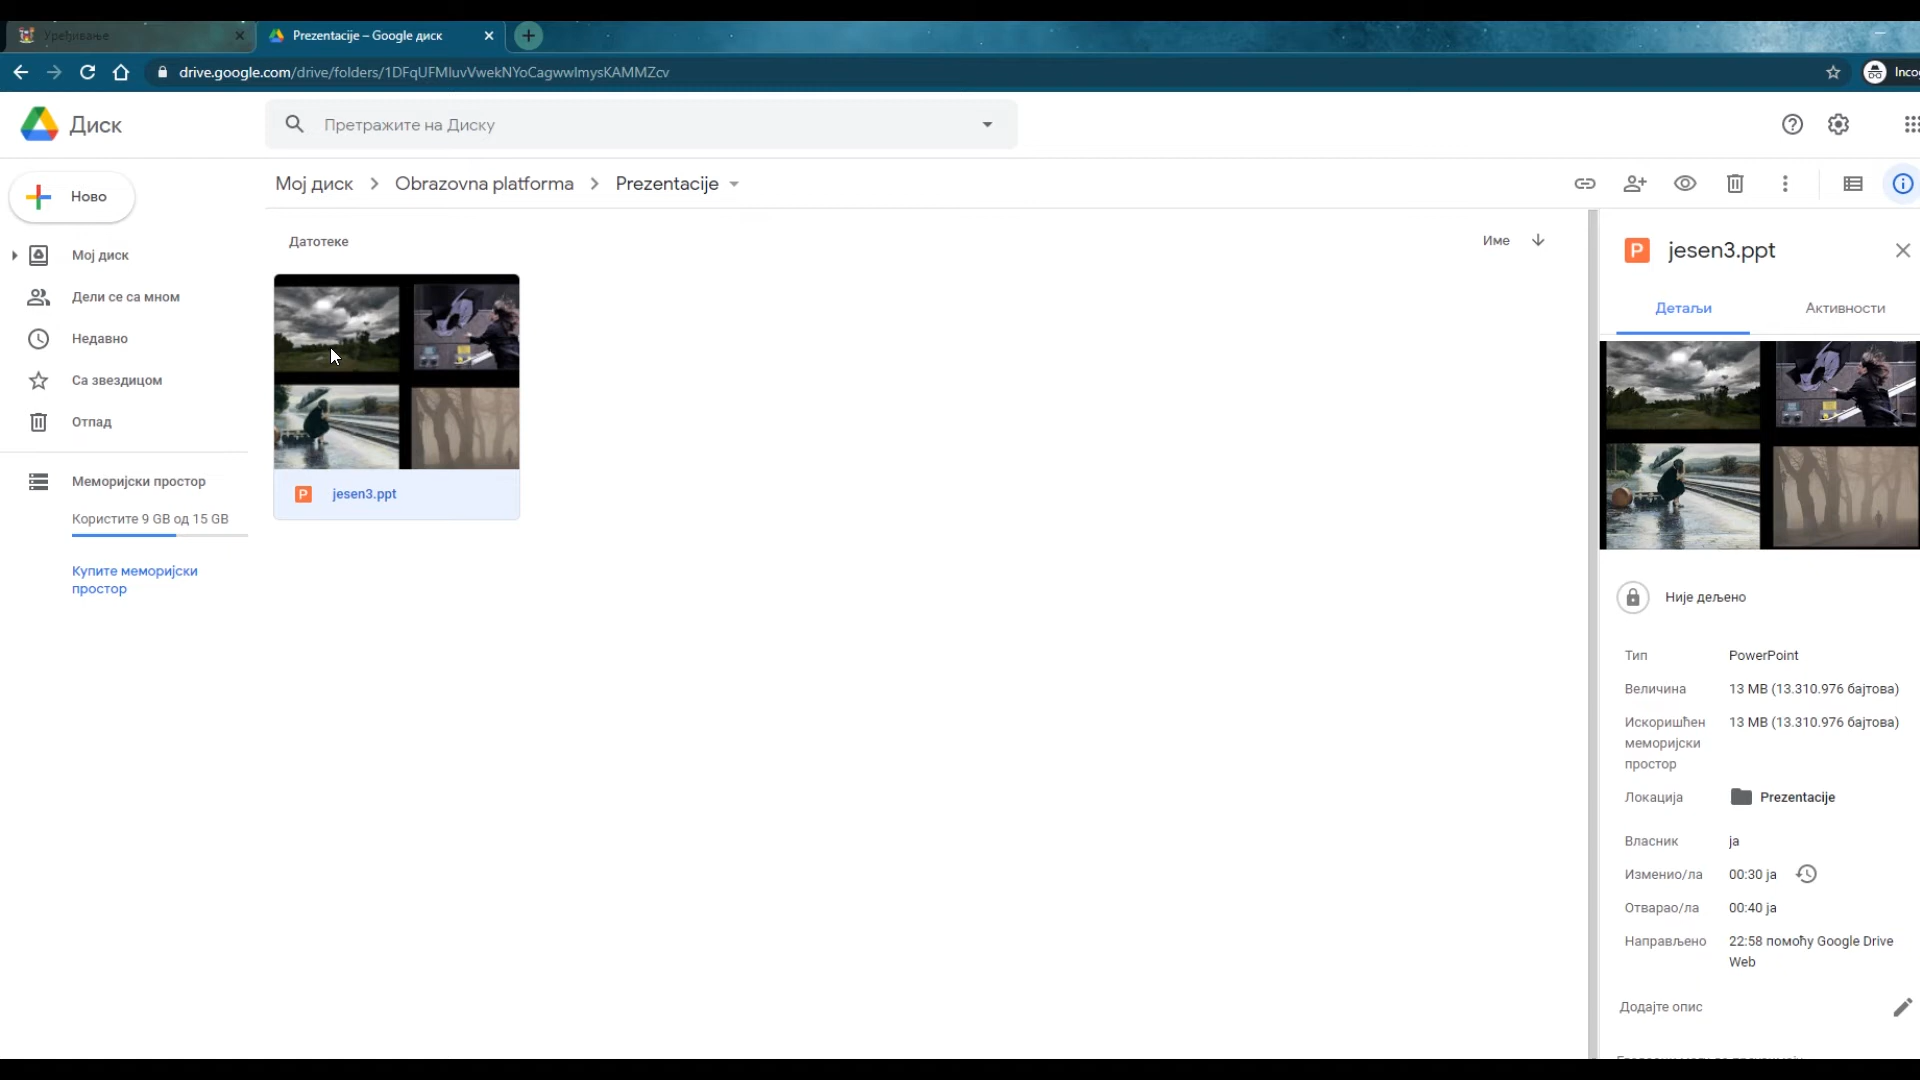 Уређивање
Prezentacije – Google диск
drive.google.com/drive/folders/1DFqUFMluvVwekNYoCagwwImysKAMMZcv
Inco
Диск
Претражите на Диску
Ново
Мој диск
Obrazovna platforma
Prezentacije
Мој диск
Дели се са мном
Недавно
Са звездицом
Отпад
Меморијски простор
Користите 9 GB од 15 GB
Купите меморијски
простор
Датотеке
Име
P jesen3.ppt
P jesen3.ppt
Детаљи
Активности
Није дељено
Тип
PowerPoint
Величина
13 MB (13.310.976 бајтова)
Искоришћен
меморијски
простор
13 MB (13.310.976 бајтова)
Локација
Prezentacije
Власник
ја
Изменио/ла
00:30 ја
Отварао/ла
00:40 ја
Направљено
22:58 помоћу Google Drive
Web
Додајте опис